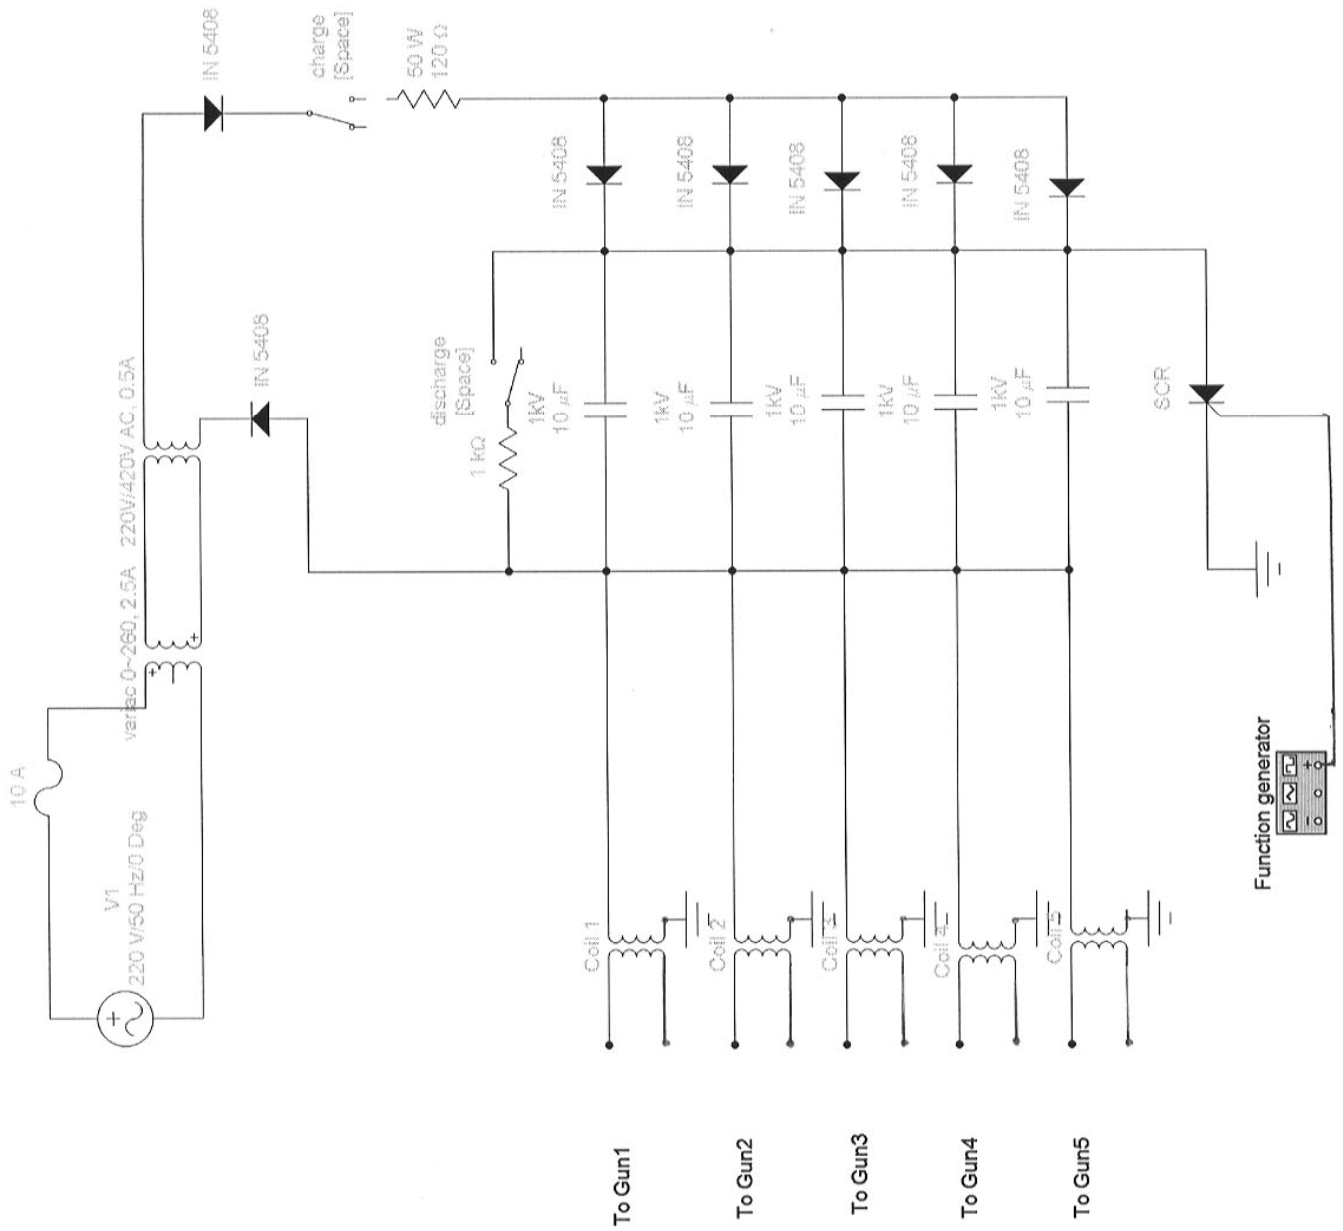 10 A
V1
220 V/50 Hz/0 Deg
variac 0~260, 2.5A
220V/420V AC, 0.5A
IN 5408
IN 5408
charge
[Space]
50 W
120 Ω
discharge
[Space]
1 kΩ
IN 5408
IN 5408
IN 5408
IN 5408
IN 5408
1kV
10 µF
1kV
10 µF
1kV
10 µF
1kV
10 µF
1kV
10 µF
SCR
Coil 1
Coil 2
Coil 3
Coil 4
Coil 5
To Gun1
To Gun2
To Gun3
To Gun4
To Gun5
Function generator